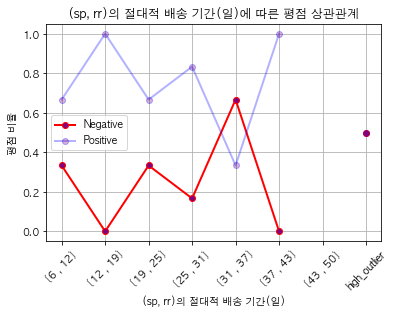 (sp, rr)의 절대적 배송 기간(일)에 따른 평점 상관관계
1.0
0.8
0.6
0.4
0.2
0.0
평점 비율
Negative
Positive
(6 , 12)
(12 , 19)
(19 , 25)
(25 , 31)
(31 , 37)
(37 , 43)
(43 , 50)
hgh_outlier
(sp, rr)의 절대적 배송 기간(일)